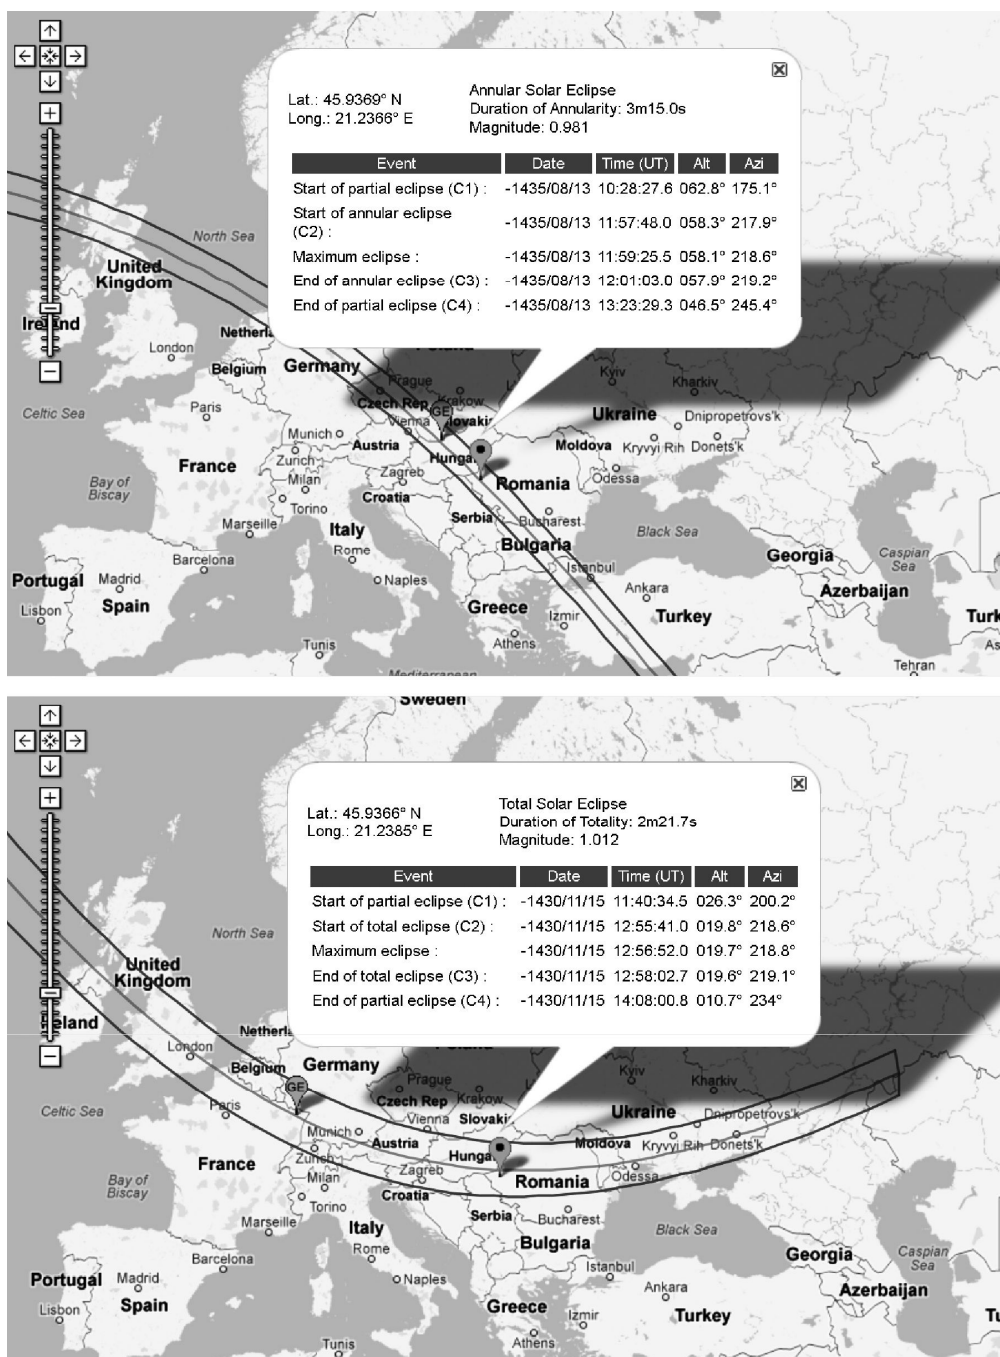 Lat.: 45.9369° N
Long.: 21.2366° E
Annular Solar Eclipse
Duration of Annularity: 3m15.0s
Magnitude: 0.981
Event Date Time (UT) Alt Azi
Start of partial eclipse (C1) : -1435/08/13 10:28:27.6 062.8° 175.1°
Start of annular eclipse
(C2) : -1435/08/13 11:57:48.0 058.3° 217.9°
Maximum eclipse : -1435/08/13 11:59:25.5 058.1° 218.6°
End of annular eclipse (C3) : -1435/08/13 12:01:03.0 057.9° 219.2°
End of partial eclipse (C4) : -1435/08/13 13:23:29.3 046.5° 245.4°
North Sea
United
Kingdom
Ireland
London
Netherla
Belgium
Germany
Poland
Prague
Kyiv
Kharkiv
Celtic Sea
Paris
Czech Rep
Krakow
GE
Vienna
Slovakia
Ukraine
Dnipropetrovs'k
Munich
Austria
Hunga
Moldova
Kryvyi Rih
Donets'k
France
Zurich
Milan
Zagreb
Romania
Odessa
Bay of
Biscay
Torino
Croatia
Marseille
Italy
Serbia
Bucharest
Black Sea
Rome
Bulgaria
Georgia
Caspian
Sea
Barcelona
Istanbul
Portugal
Madrid
Naples
Ankara
Azerbaijan
Lisbon
Spain
Greece
Izmir
Turkey
Turk
Tunis
Athens
As
Mediterranean
Tehran
Sweden
Lat.: 45.9366° N
Long.: 21.2385° E
Total Solar Eclipse
Duration of Totality: 2m21.7s
Magnitude: 1.012
Event Date Time (UT) Alt Azi
Start of partial eclipse (C1) : -1430/11/15 11:40:34.5 026.3° 200.2°
Start of total eclipse (C2) : -1430/11/15 12:55:41.0 019.8° 218.6°
Maximum eclipse : -1430/11/15 12:56:52.0 019.7° 218.8°
End of total eclipse (C3) : -1430/11/15 12:58:02.7 019.6° 219.1°
End of partial eclipse (C4) : -1430/11/15 14:08:00.8 010.7° 234°
North Sea
United
Kingdom
Ireland
London
Netherla
Belgium
Germany
Poland
GE
Prague
Kyiv
Kharkiv
Celtic Sea
Paris
Czech Rep
Krakow
Vienna
Slovaki
Ukraine
Dnipropetrovs'k
Munich
Austria
Hunga
Moldova
Kryvyi Rih
Donets'k
France
Zurich
Milan
Zagreb
Romania
Odessa
Bay of
Biscay
Croatia
Torino
Marseille
Italy
Serbia
Bucharest
Black Sea
Rome
Bulgaria
Georgia
Caspian
Sea
Barcelona
Istanbul
Portugal
Madrid
Naples
Ankara
Azerbaijan
Lisbon
Spain
Greece
Izmir
Turkey
Tu
Tunis
Athens